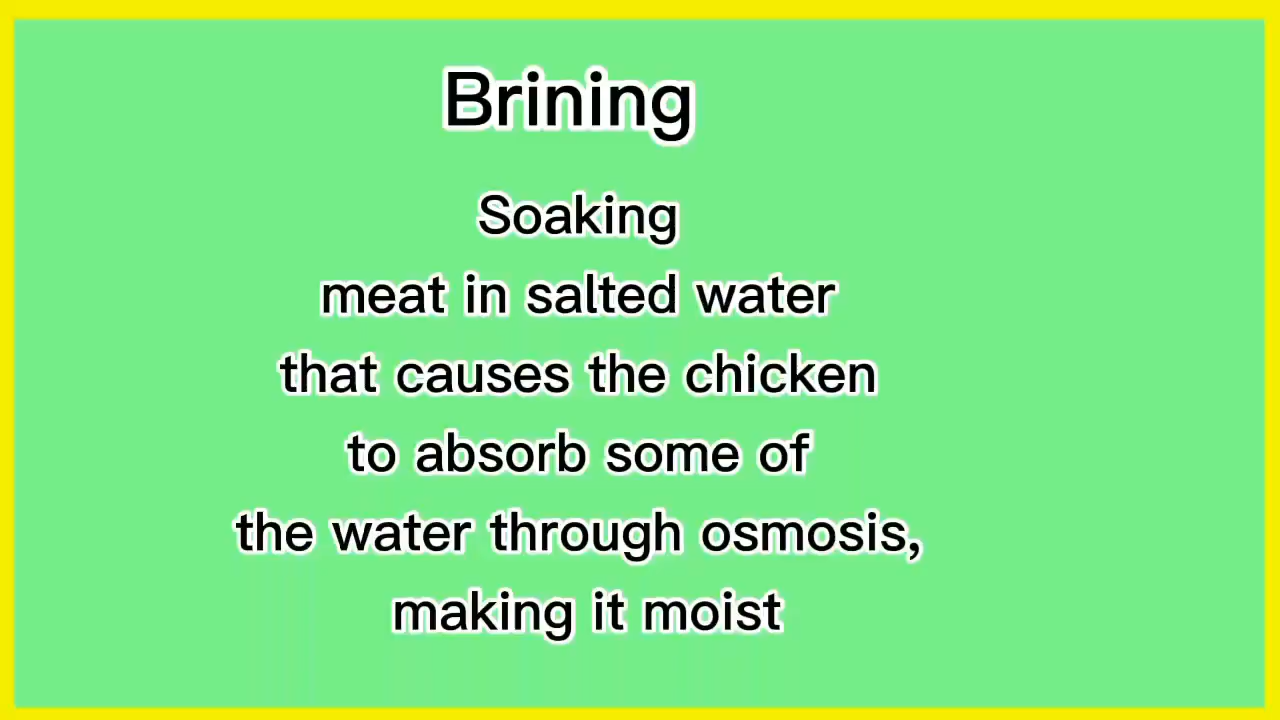 Brining
Soaking
meat in salted water
that causes the chicken
to absorb some of
the water through osmosis,
making it moist